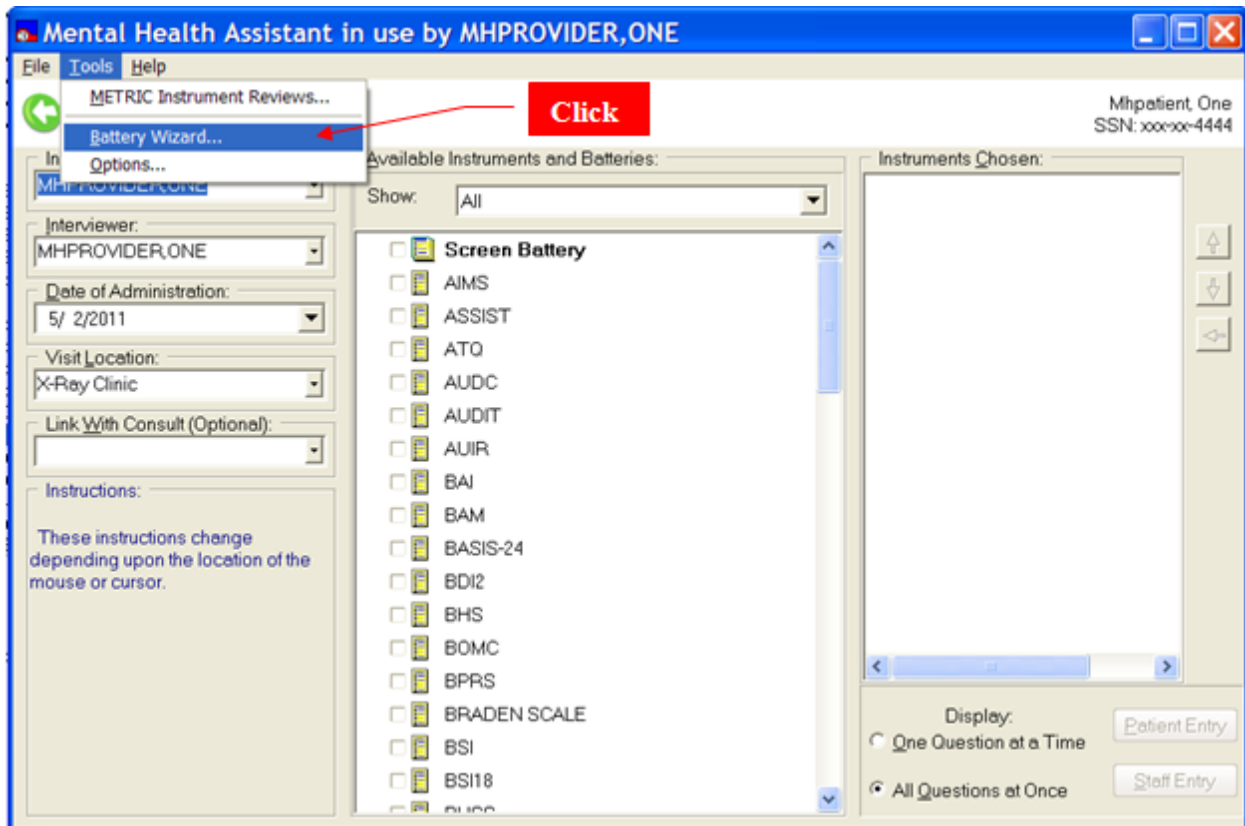 Mental Health Assistant in use by MHPROVIDER,ONE
File Tools Help
METRIC Instrument Reviews...
Battery Wizard...
Options...
Click
Mhpatient, One
SSN: xxx-xx-4444
MHPROVIDER,ONE
Interviewer:
MHPROVIDER,ONE
Date of Administration:
5/ 2/2011
Visit Location:
X-Ray Clinic
Link With Consult (Optional):
Instructions:
These instructions change
depending upon the location of the
mouse or cursor.
Available Instruments and Batteries:
Show: All
Screen Battery
AIMS
ASSIST
ATQ
AUDC
AUDIT
AUIR
BAI
BAM
BASIS-24
BDI2
BHS
BOMC
BPRS
BRADEN SCALE
BSI
BSI18
Instruments Chosen:
Display:
One Question at a Time
All Questions at Once
Patient Entry
Staff Entry